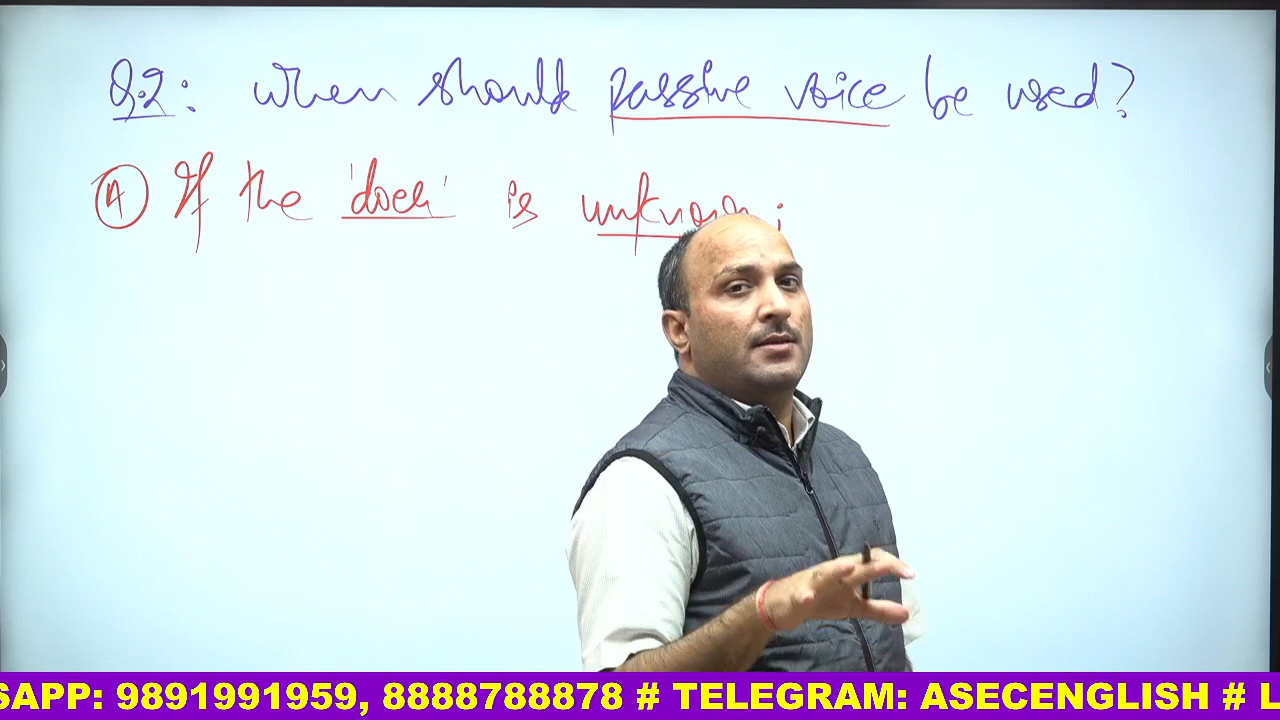 Q.2: When should passive voice be used?
(A) If the 'doer' is unknown;
SAPP: 9891991959, 8888788878 # TELEGRAM: ASECENGLISH # L